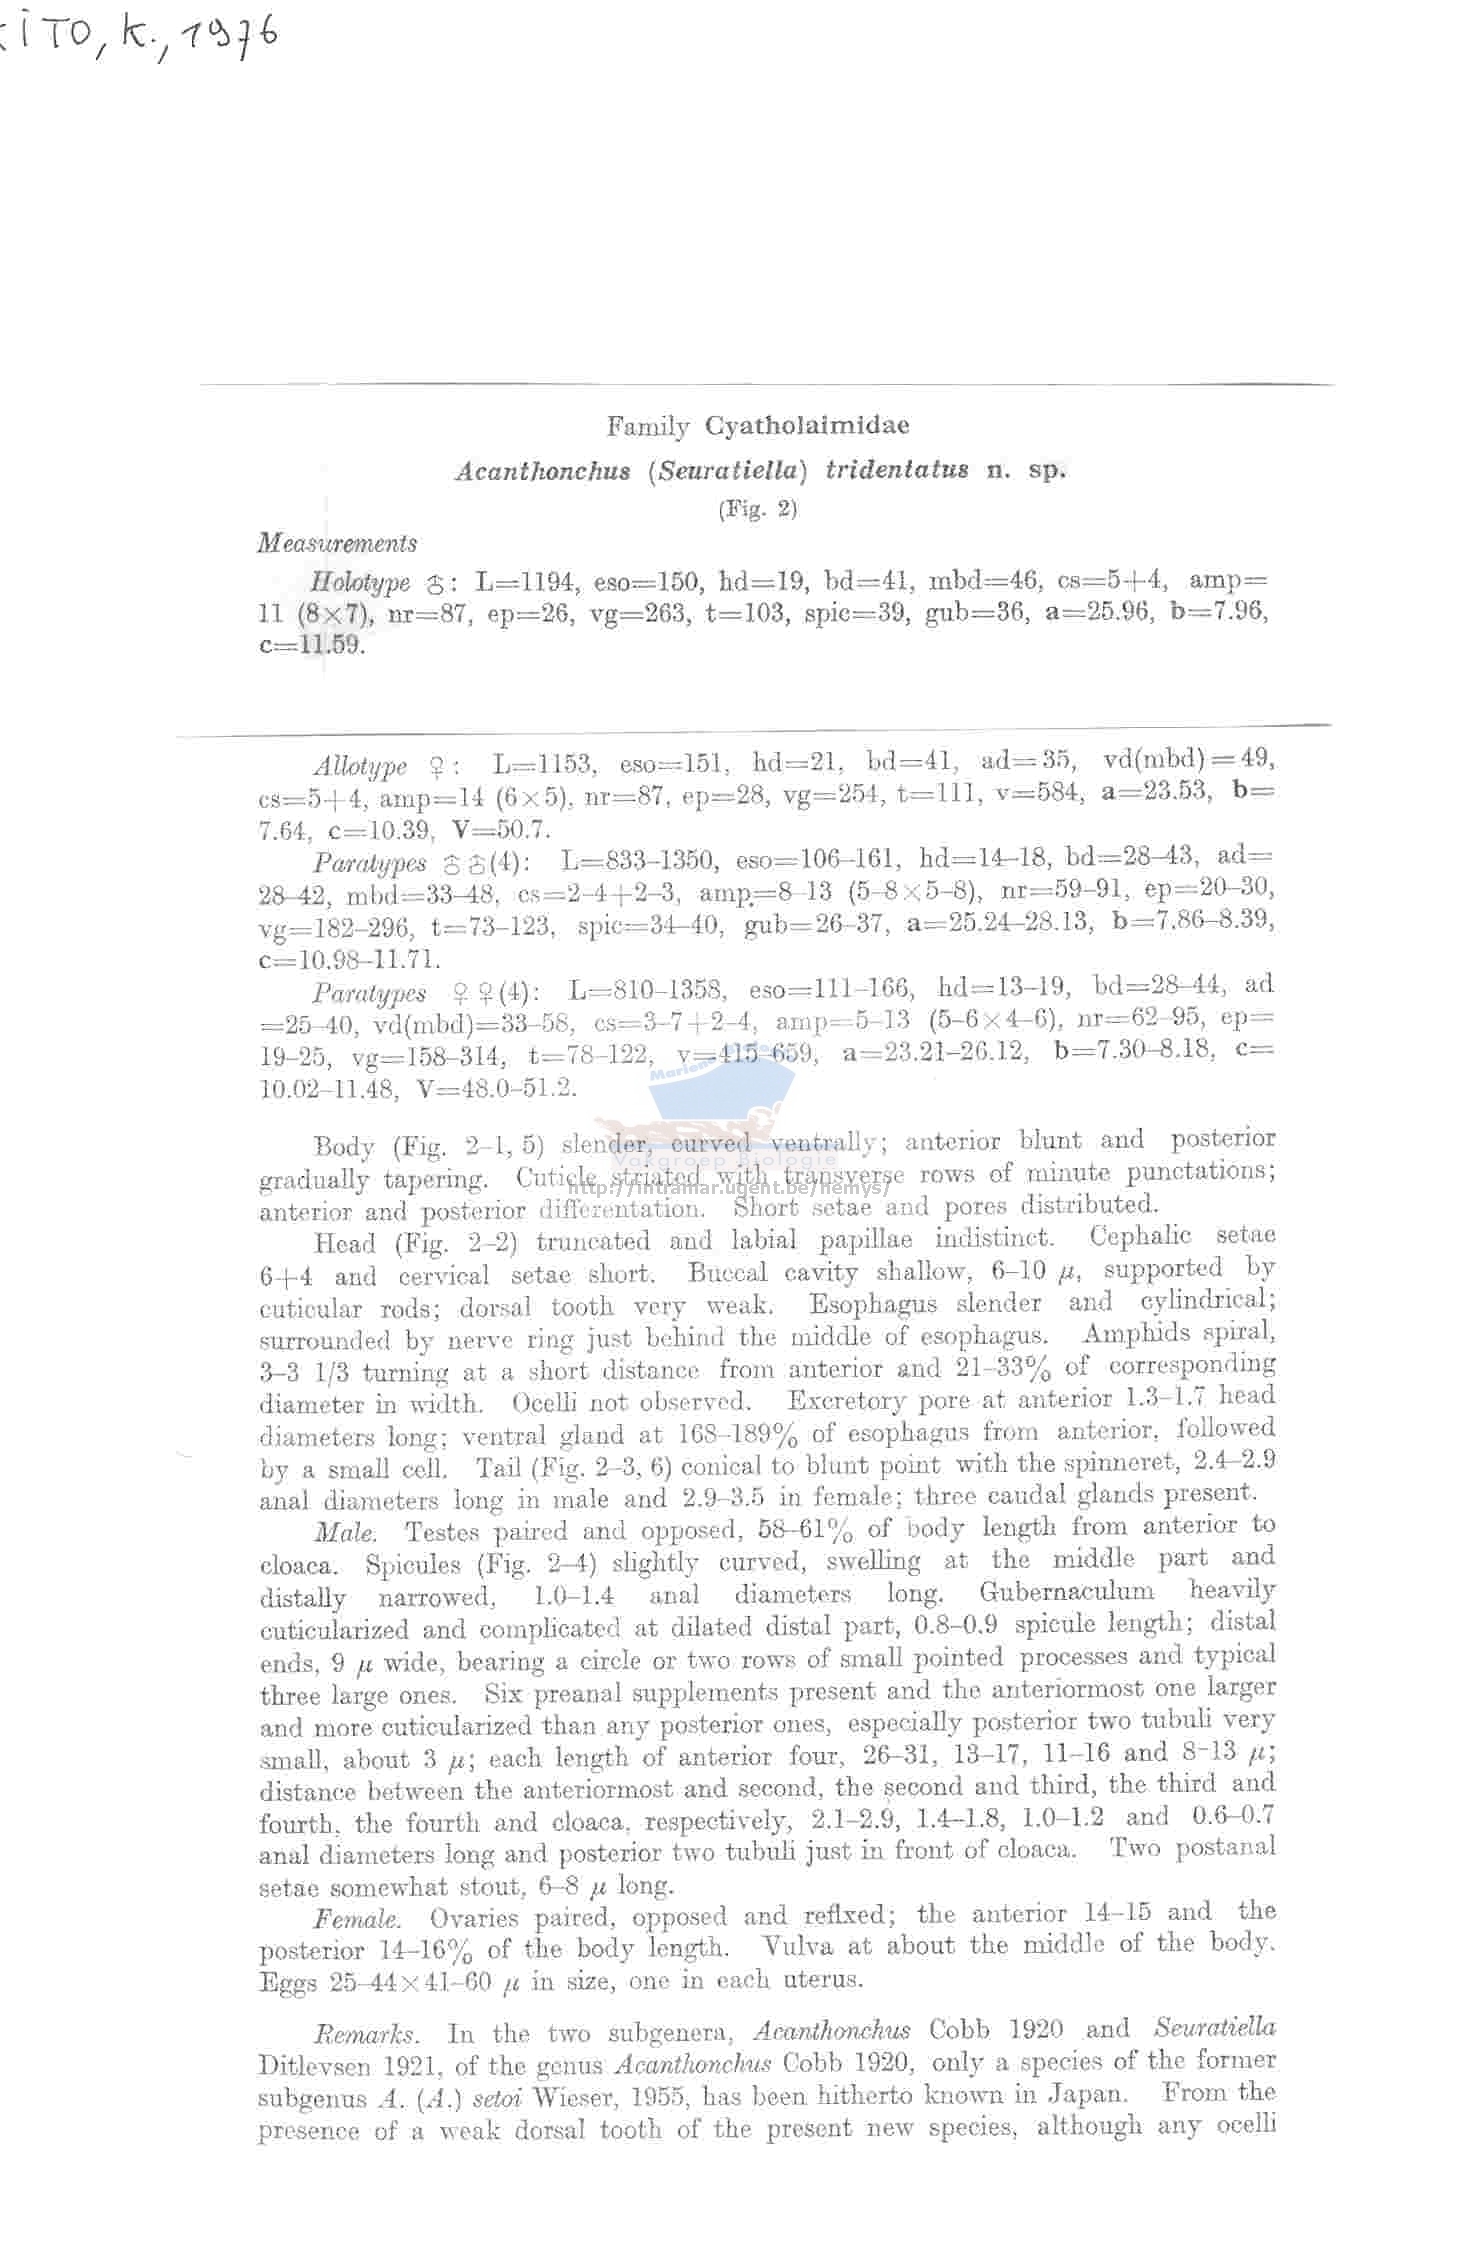 KITO, K., 1976
Family Cyatholaimidae
Acanthonchus (Seuratiella) tridentatus n. sp.
(Fig. 2)
Measurements
Holotype ♂: L=1194, eso=150, hd=19, bd=41, mbd=46, cs=5+4, amp=
11 (8×7), nr=87, ep=26, vg=263, t=103, spic=39, gub=36, a=25.96, b=7.96,
c=11.59.
Allotype ♀: L=1153, eso=151, hd=21, bd=41, ad=35, vd(mbd)=49,
cs=5+4, amp=14 (6×5), nr=87, ep=28, vg=254, t=111, v=584, a=23.53, b=
7.64, c=10.39, V=50.7.
Paratypes ♂♂(4): L=833–1350, eso=106–161, hd=14–18, bd=28–43, ad=
28–42, mbd=33–48, cs=2–4+2–3, amp=8–13 (5–8×5–8), nr=59–91, ep=20–30,
vg=182–296, t=73–123, spic=34–40, gub=26–37, a=25.24–28.13, b=7.86–8.39,
c=10.98–11.71.
Paratypes ♀♀(4): L=810–1358, eso=111–166, hd=13–19, bd=28–44, ad
=25–40, vd(mbd)=33–58, cs=3–7+2–4, amp=5–13 (5–6×4–6), nr=62–95, ep=
19–25, vg=158–314, t=78–122, v=415–659, a=23.21–26.12, b=7.30–8.18, c=
10.02–11.48, V=48.0–51.2.
Body (Fig. 2–1, 5) slender, curved ventrally; anterior blunt and posterior
Vakgroep Biologie
gradually tapering. Cuticle striated with transverse rows of minute punctations;
http://intramar.ugent.be/nemys/
anterior and posterior differentation. Short setae and pores distributed.
Head (Fig. 2–2) truncated and labial papillae indistinct. Cephalic setae
6+4 and cervical setae short. Buccal cavity shallow, 6–10 μ, supported by
cuticular rods; dorsal tooth very weak. Esophagus slender and cylindrical;
surrounded by nerve ring just behind the middle of esophagus. Amphids spiral,
3–3 1/3 turning at a short distance from anterior and 21–33% of corresponding
diameter in width. Ocelli not observed. Excretory pore at anterior 1.3–1.7 head
diameters long; ventral gland at 168–189% of esophagus from anterior, followed
by a small cell. Tail (Fig. 2–3, 6) conical to blunt point with the spinneret, 2.4–2.9
anal diameters long in male and 2.9–3.5 in female; three caudal glands present.
Male. Testes paired and opposed, 58–61% of body length from anterior to
cloaca. Spicules (Fig. 2–4) slightly curved, swelling at the middle part and
distally narrowed, 1.0–1.4 anal diameters long. Gubernaculum heavily
cuticularized and complicated at dilated distal part, 0.8–0.9 spicule length; distal
ends, 9 μ wide, bearing a circle or two rows of small pointed processes and typical
three large ones. Six preanal supplements present and the anteriormost one larger
and more cuticularized than any posterior ones, especially posterior two tubuli very
small, about 3 μ; each length of anterior four, 26–31, 13–17, 11–16 and 8–13 μ;
distance between the anteriormost and second, the second and third, the third and
fourth, the fourth and cloaca, respectively, 2.1–2.9, 1.4–1.8, 1.0–1.2 and 0.6–0.7
anal diameters long and posterior two tubuli just in front of cloaca. Two postanal
setae somewhat stout, 6–8 μ long.
Female. Ovaries paired, opposed and reflxed; the anterior 14–15 and the
posterior 14–16% of the body length. Vulva at about the middle of the body.
Eggs 25–44×41–60 μ in size, one in each uterus.
Remarks. In the two subgenera, Acanthonchus Cobb 1920 and Seuratiella
Ditlevsen 1921, of the genus Acanthonchus Cobb 1920, only a species of the former
subgenus A. (A.) setoi Wieser, 1955, has been hitherto known in Japan. From the
presence of a weak dorsal tooth of the present new species, although any ocelli